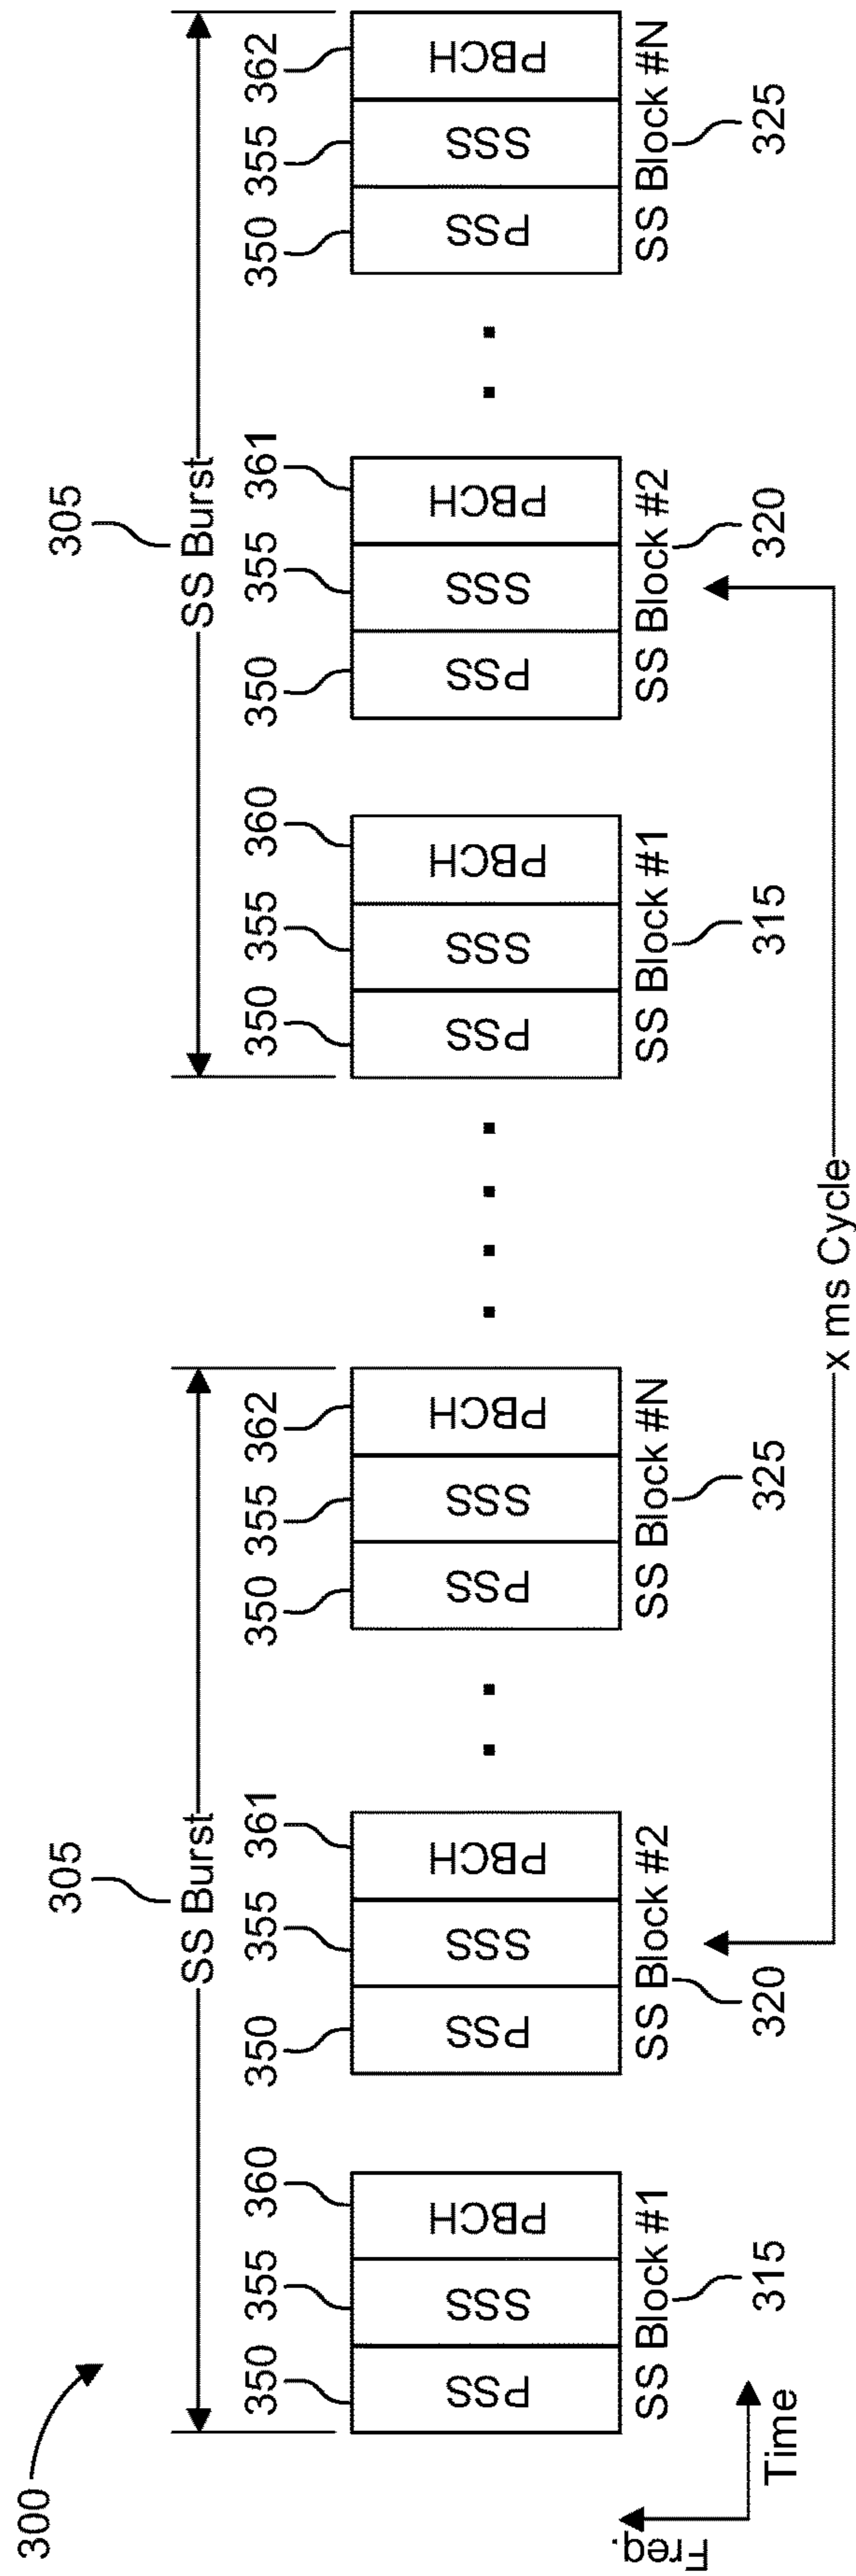 300
305
305
SS Burst
SS Burst
350 355 360
350 355 361
350 355 362
350 355 360
350 355 361
350 355 362
PSS SSS PBCH
PSS SSS PBCH
PSS SSS PBCH
PSS SSS PBCH
PSS SSS PBCH
PSS SSS PBCH
SS Block #1
SS Block #2
SS Block #N
SS Block #1
SS Block #2
SS Block #N
315
320
325
315
320
325
x ms Cycle
Freq.
Time